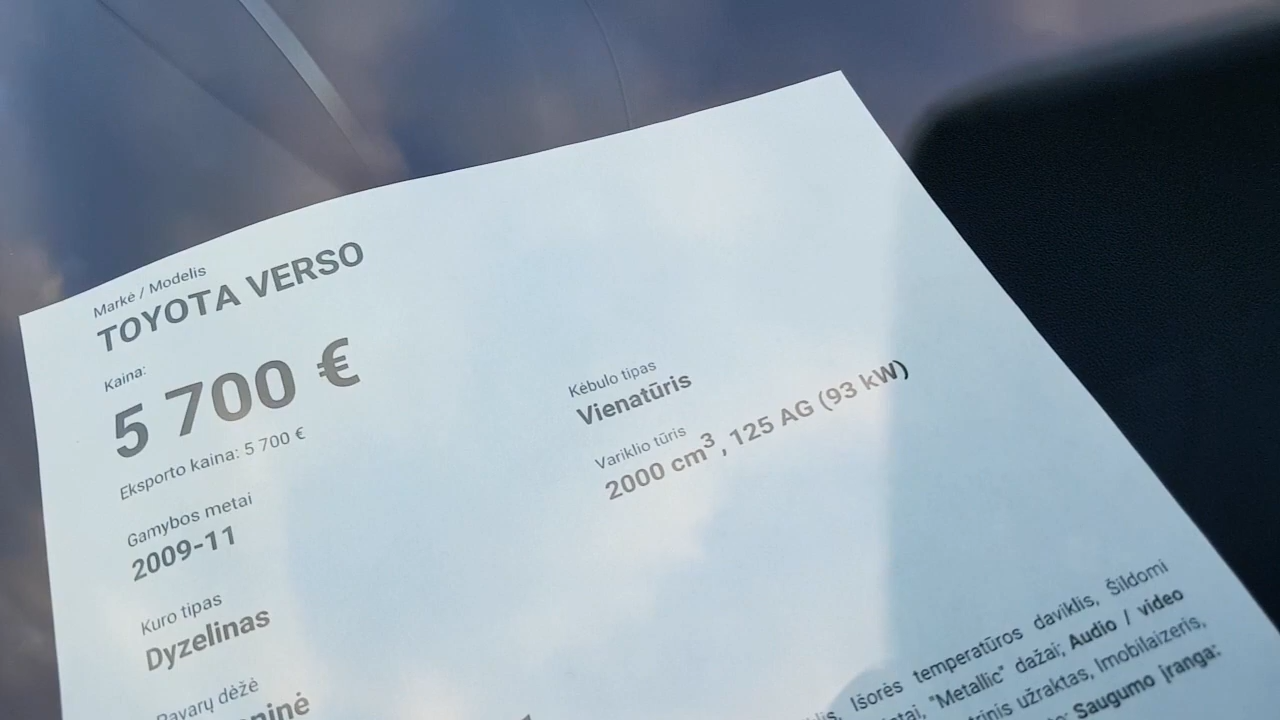 Markė / Modelis
TOYOTA VERSO
Kaina:
5 700 €
Eksporto kaina: 5 700 €
Gamybos metai
2009-11
Kuro tipas
Dyzelinas
Pavarų dėžė
Kėbulo tipas
Vienatūris
Variklio tūris
2000 cm³, 125 AG (93 kW)
Išorės temperatūros daviklis, Šildomi
"Metallic" dažai; Audio / video
užraktas, Imobilaizeris,
Saugumo įranga: